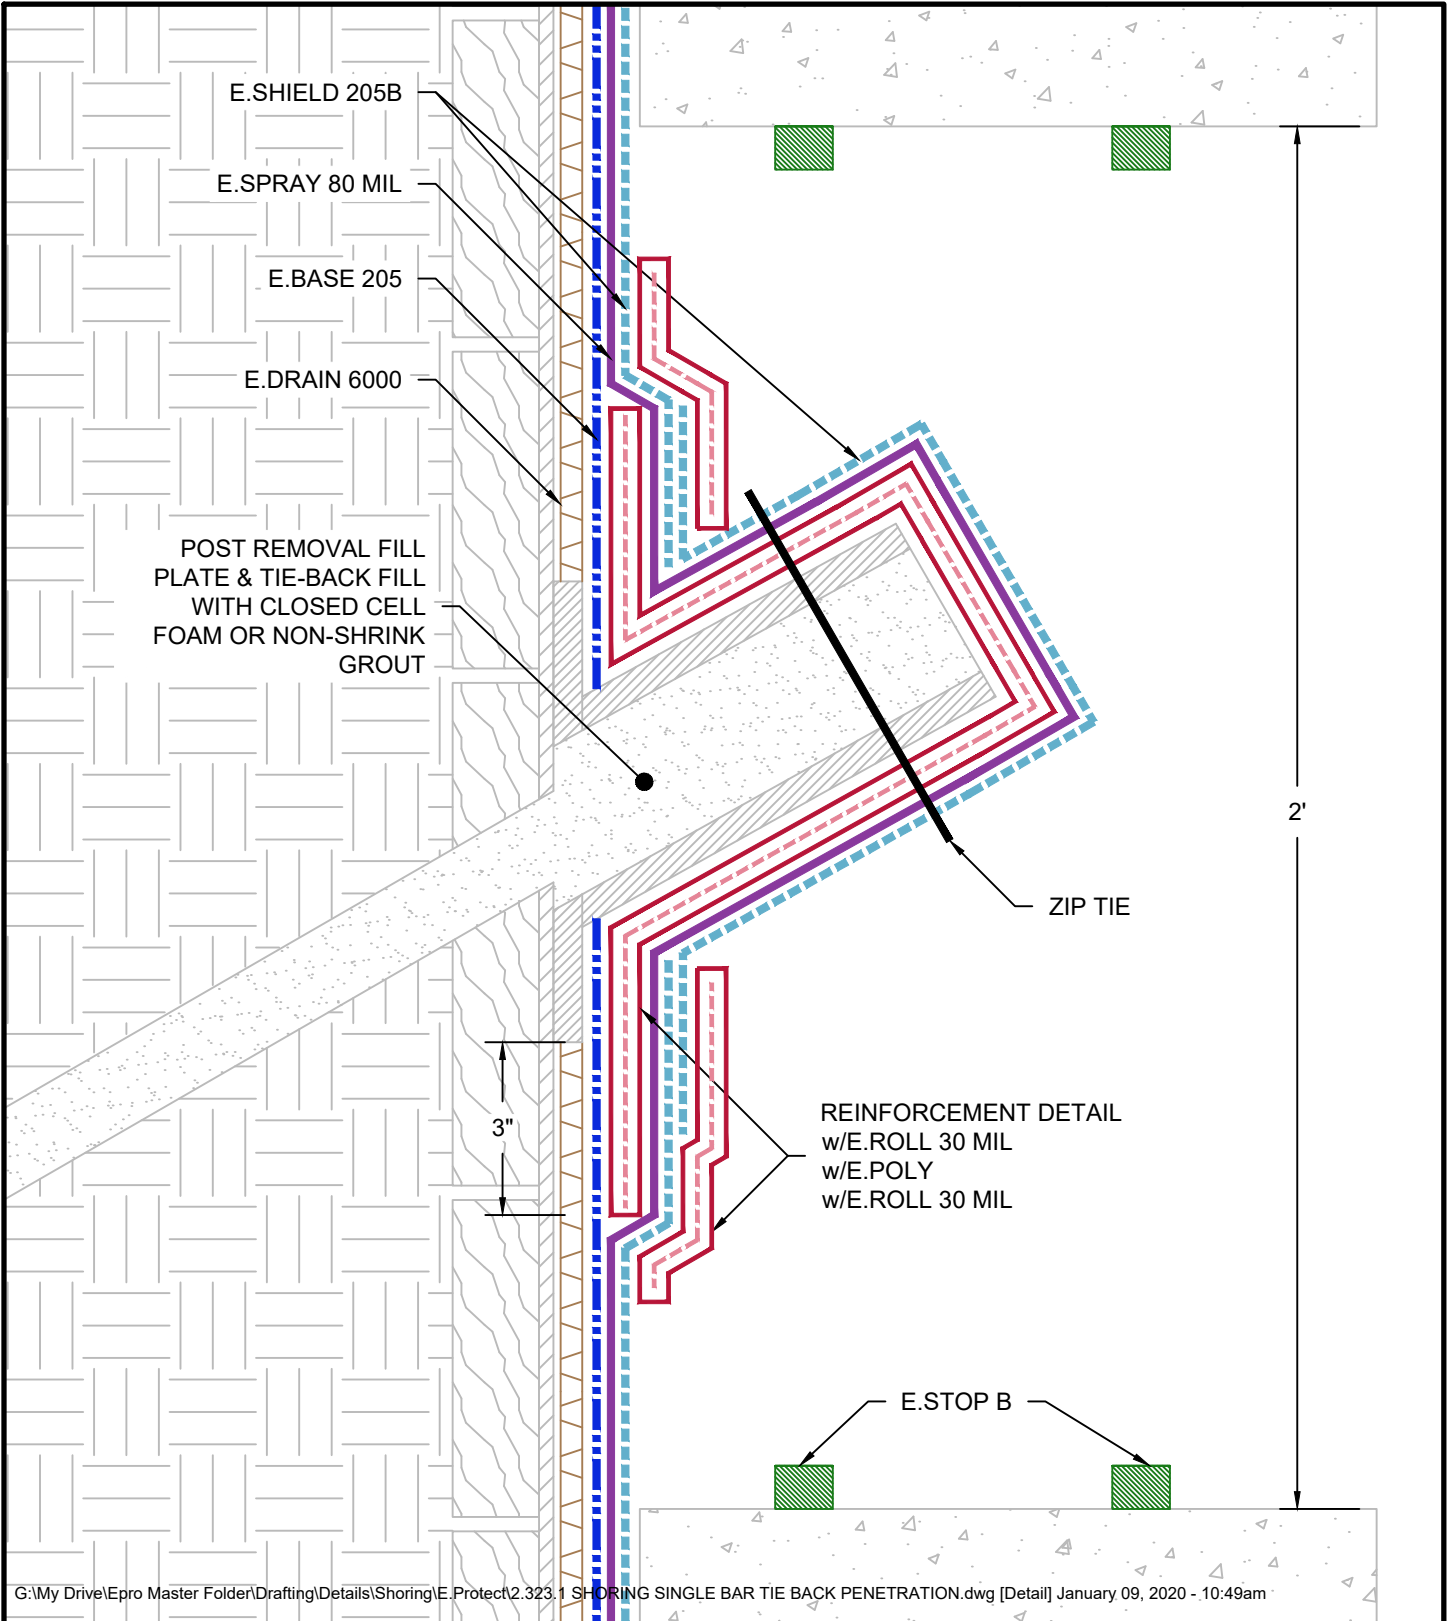 E.SHIELD 205B
E.SPRAY 80 MIL
E.BASE 205
E.DRAIN 6000
POST REMOVAL FILL
PLATE & TIE-BACK FILL
WITH CLOSED CELL
FOAM OR NON-SHRINK
GROUT
2'
ZIP TIE
3"
REINFORCEMENT DETAIL
w/E.ROLL 30 MIL
w/E.POLY
w/E.ROLL 30 MIL
E.STOP B
G:\My Drive\Epro Master Folder\Drafting\Details\Shoring\E.Protect\2.323.1 SHORING SINGLE BAR TIE BACK PENETRATION.dwg [Detail] January 09, 2020 - 10:49am